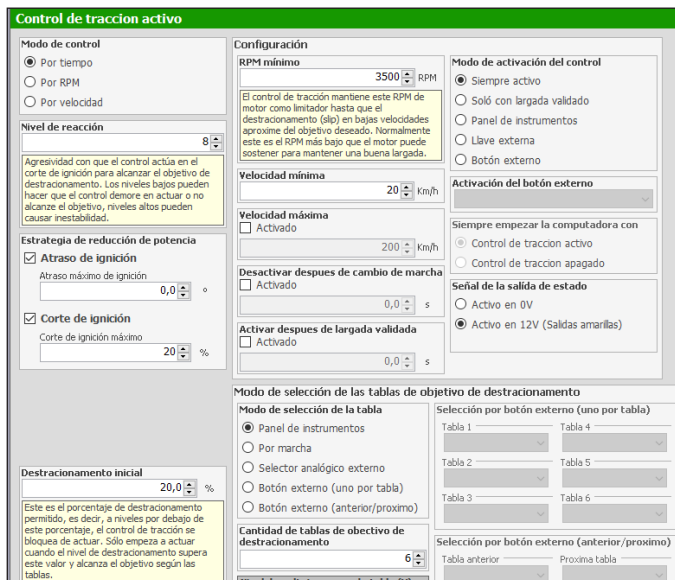 Control de traccion activo
Modo de control
Por tiempo
Por RPM
Por velocidad
Nivel de reacción
8
Agresividad con que el control actúa en el
corte de ignición para alcanzar el objetivo de
destracionamento. Los niveles bajos pueden
hacer que el control demore en actuar o no
alcanze el objetivo, niveles altos pueden
causar inestabilidad.
Estrategia de reducción de potencia
Atraso de ignición
Atraso máximo de ignición
0,0 °
Corte de ignición
Corte de ignición máximo
20 %
Destracionamento inicial
20,0 %
Este es el porcentaje de destracionamento
permitido, es decir, a niveles por debajo de
este porcentaje, el control de tracción se
bloquea de actuar. Sólo empeza a actuar
cuando el nivel de destracionamento supera
este valor y alcanza el objetivo según las
tablas.
Configuración
RPM mínimo
3500 RPM
El control de tracción mantiene este RPM de
motor como limitador hasta que el
destracionamento (slip) en bajas velocidades
aproxime del objetivo deseado. Normalmente
este es el RPM más bajo que el motor puede
sostener para mantener una buena largada.
Velocidad mínima
20 Km/h
Velocidad máxima
Activado
200 Km/h
Desactivar despues de cambio de marcha
Activado
0,0 s
Activar despues de largada validada
Activado
0,0 s
Modo de activación del control
Siempre activo
Soló con largada validado
Panel de instrumentos
Llave externa
Botón externo
Activación del botón externo
Siempre empezar la computadora con
Control de traccion activo
Control de traccion apagado
Señal de la salída de estado
Activo en 0V
Activo en 12V (Salidas amarillas)
Modo de selección de las tablas de objetivo de destracionamento
Modo de selección de la tabla
Panel de instrumentos
Por marcha
Selector analógico externo
Botón externo (uno por tabla)
Botón externo (anterior/proximo)
Cantidad de tablas de obectivo de
destracionamento
6
Selección por botón externo (uno por tabla)
Tabla 1 Tabla 4
Tabla 2 Tabla 5
Tabla 3 Tabla 6
Selección por botón externo (anterior/proximo)
Tabla anterior Proxima tabla